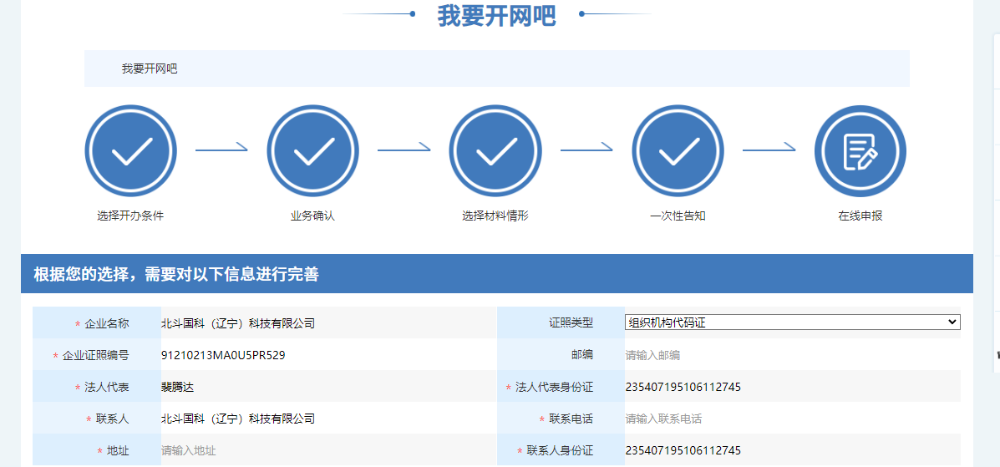 我要开网吧
我要开网吧
选择开办条件 业务确认 选择材料情形 一次性告知 在线申报
根据您的选择，需要对以下信息进行完善
* 企业名称 北斗国科（辽宁）科技有限公司 证照类型 组织机构代码证
* 企业证照编号 91210213MA0U5PR529 邮编 请输入邮编
* 法人代表 裴腾达 * 法人代表身份证 235407195106112745
* 联系人 北斗国科（辽宁）科技有限公司 * 联系电话 请输入联系电话
* 地址 请输入地址 * 联系人身份证 235407195106112745